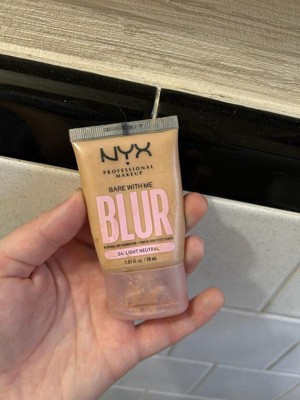 NYX
PROFESSIONAL
MAKEUP
BARE WITH ME
BLUR
04. LIGHT NEUTRAL
1.01 fl. oz / 30 mL